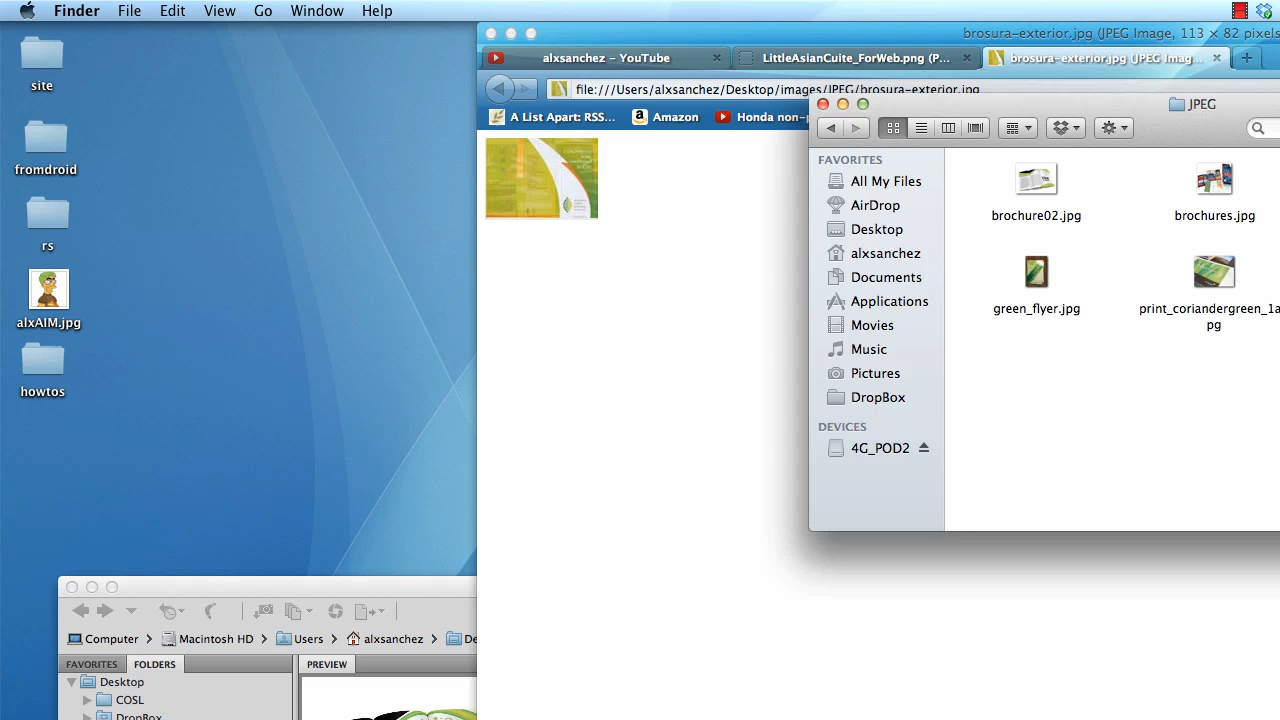 Finder File Edit View Go Window Help
brosura-exterior.jpg (JPEG Image, 113 × 82 pixels
alxsanchez – YouTube
LittleAsianCuite_ForWeb.png (P...
brosura-exterior.jpg (JPEG Imag...
file:///Users/alxsanchez/Desktop/images/JPEG/brosura-exterior.jpg
A List Apart: RSS...
Amazon
Honda non-p
site
fromdroid
rs
alxAIM.jpg
howtos
JPEG
FAVORITES
All My Files
AirDrop
Desktop
alxsanchez
Documents
Applications
Movies
Music
Pictures
DropBox
DEVICES
4G_POD2
brochure02.jpg
brochures.jpg
green_flyer.jpg
print_coriandergreen_1a
pg
Computer
Macintosh HD
Users
alxsanchez
De
FAVORITES
FOLDERS
PREVIEW
Desktop
COSL
DropBox